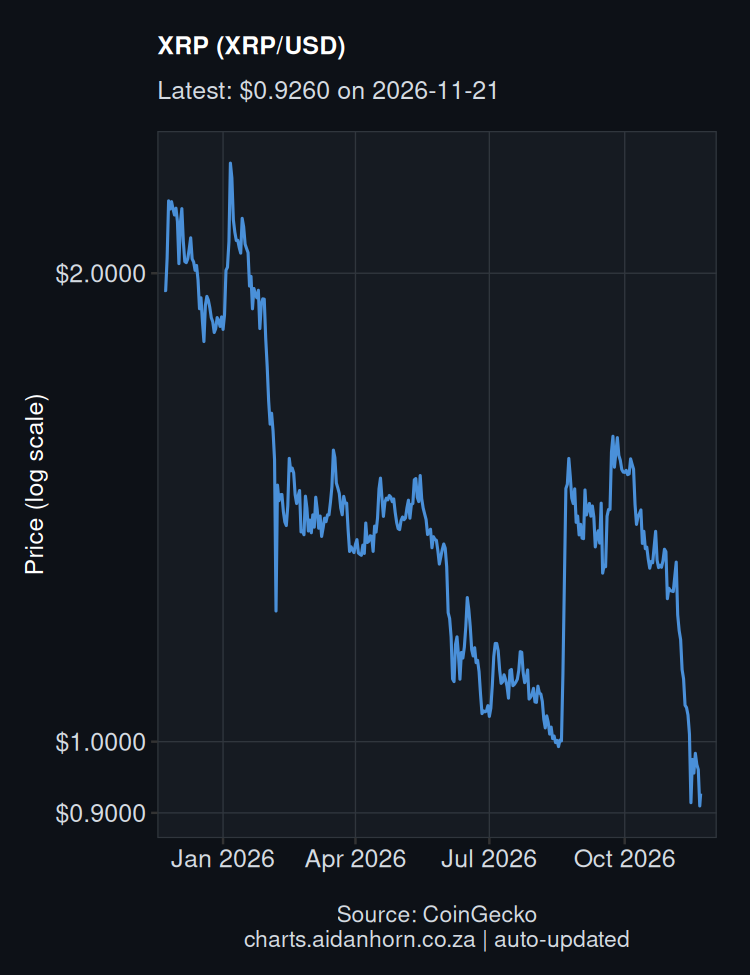 XRP (XRP/USD)
Latest: $0.9260 on 2026-11-21
Price (log scale)
$2.0000
$1.0000
$0.9000
Jan 2026 Apr 2026 Jul 2026 Oct 2026
Source: CoinGecko
charts.aidanhorn.co.za | auto-updated